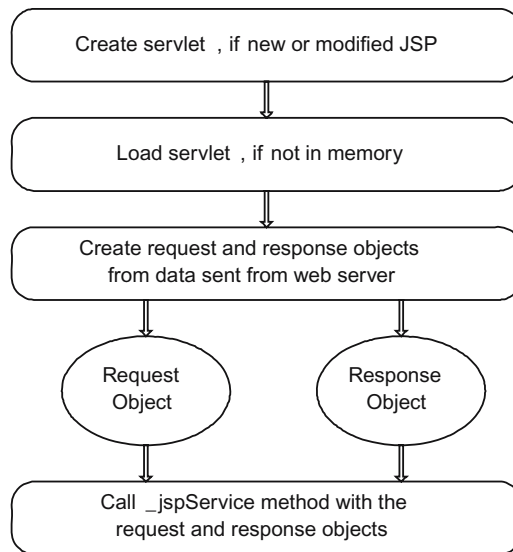 Create servlet , if new or modified JSP
Load servlet , if not in memory
Create request and response objects
from data sent from web server
Request
Object
Response
Object
Call _jspService method with the
request and response objects